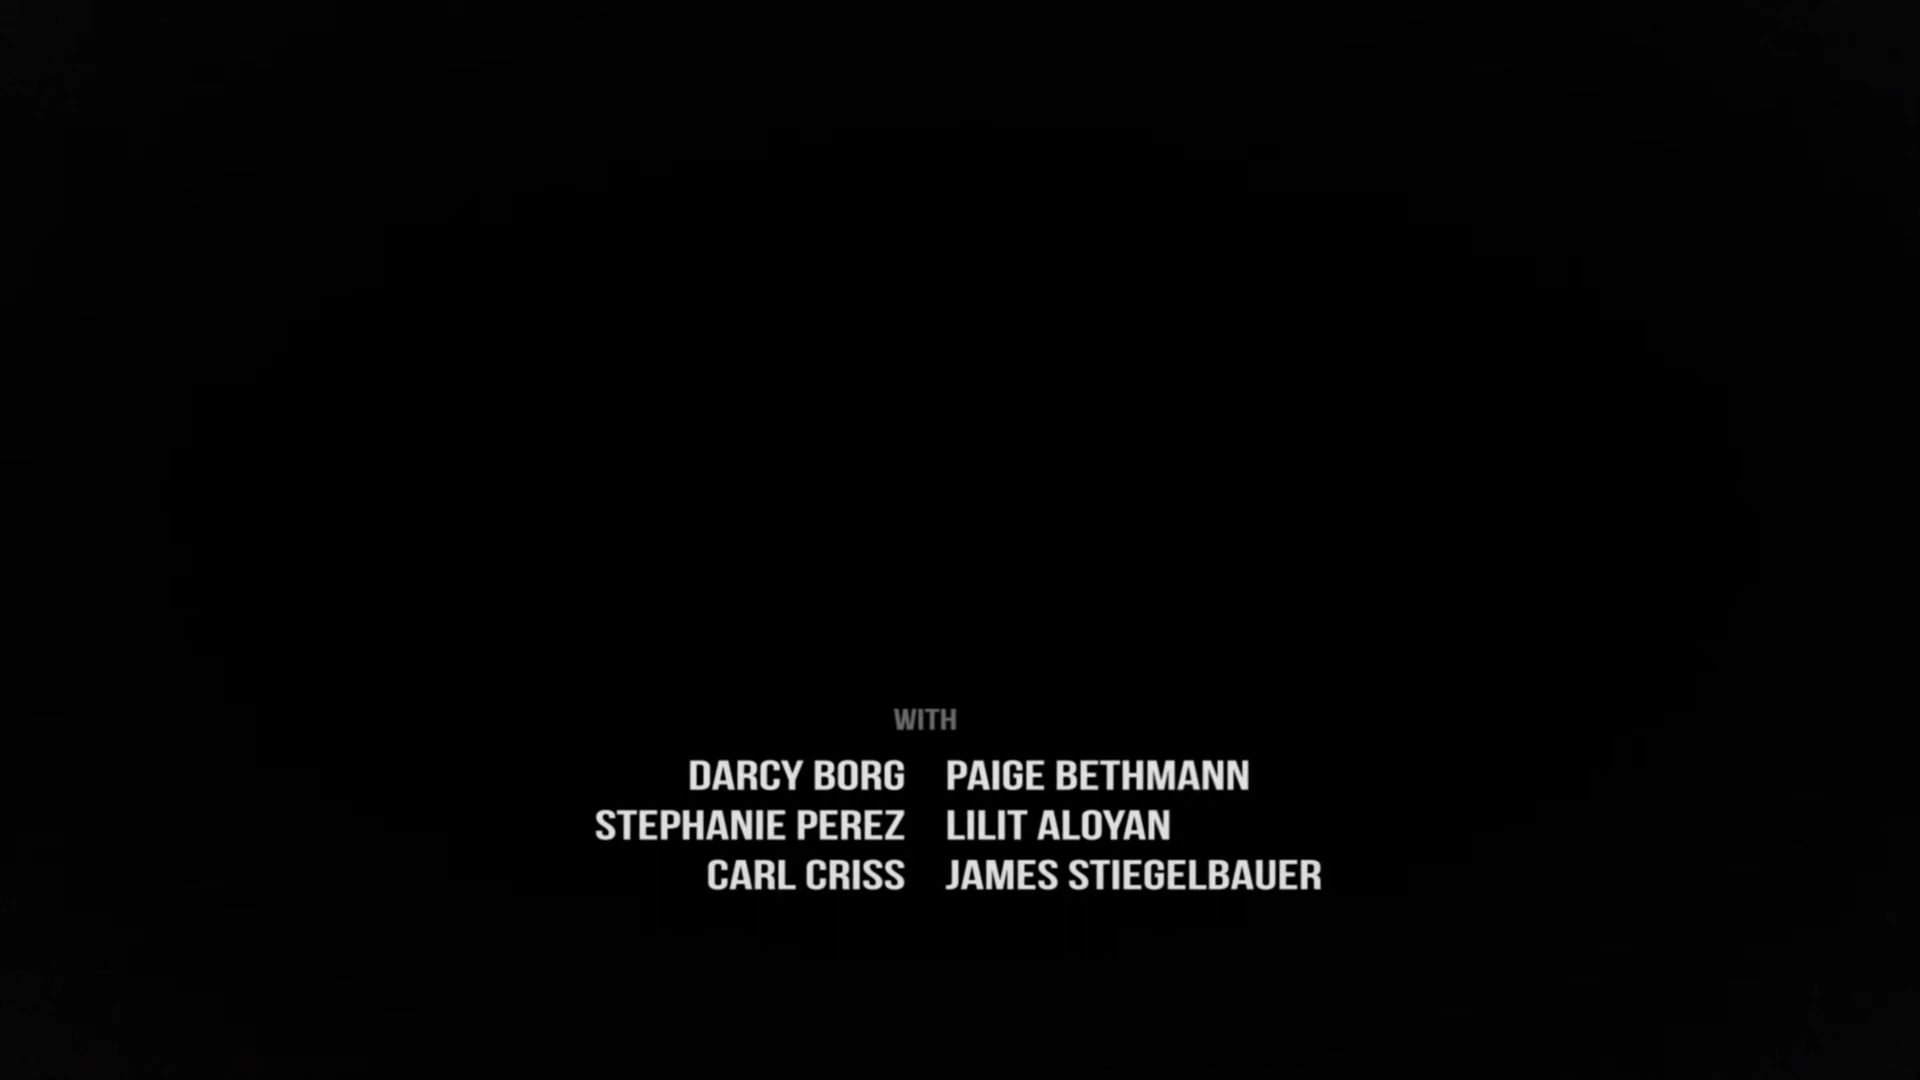 WITH
DARCY BORG PAIGE BETHMANN
STEPHANIE PEREZ LILIT ALOYAN
CARL CRISS JAMES STIEGELBAUER